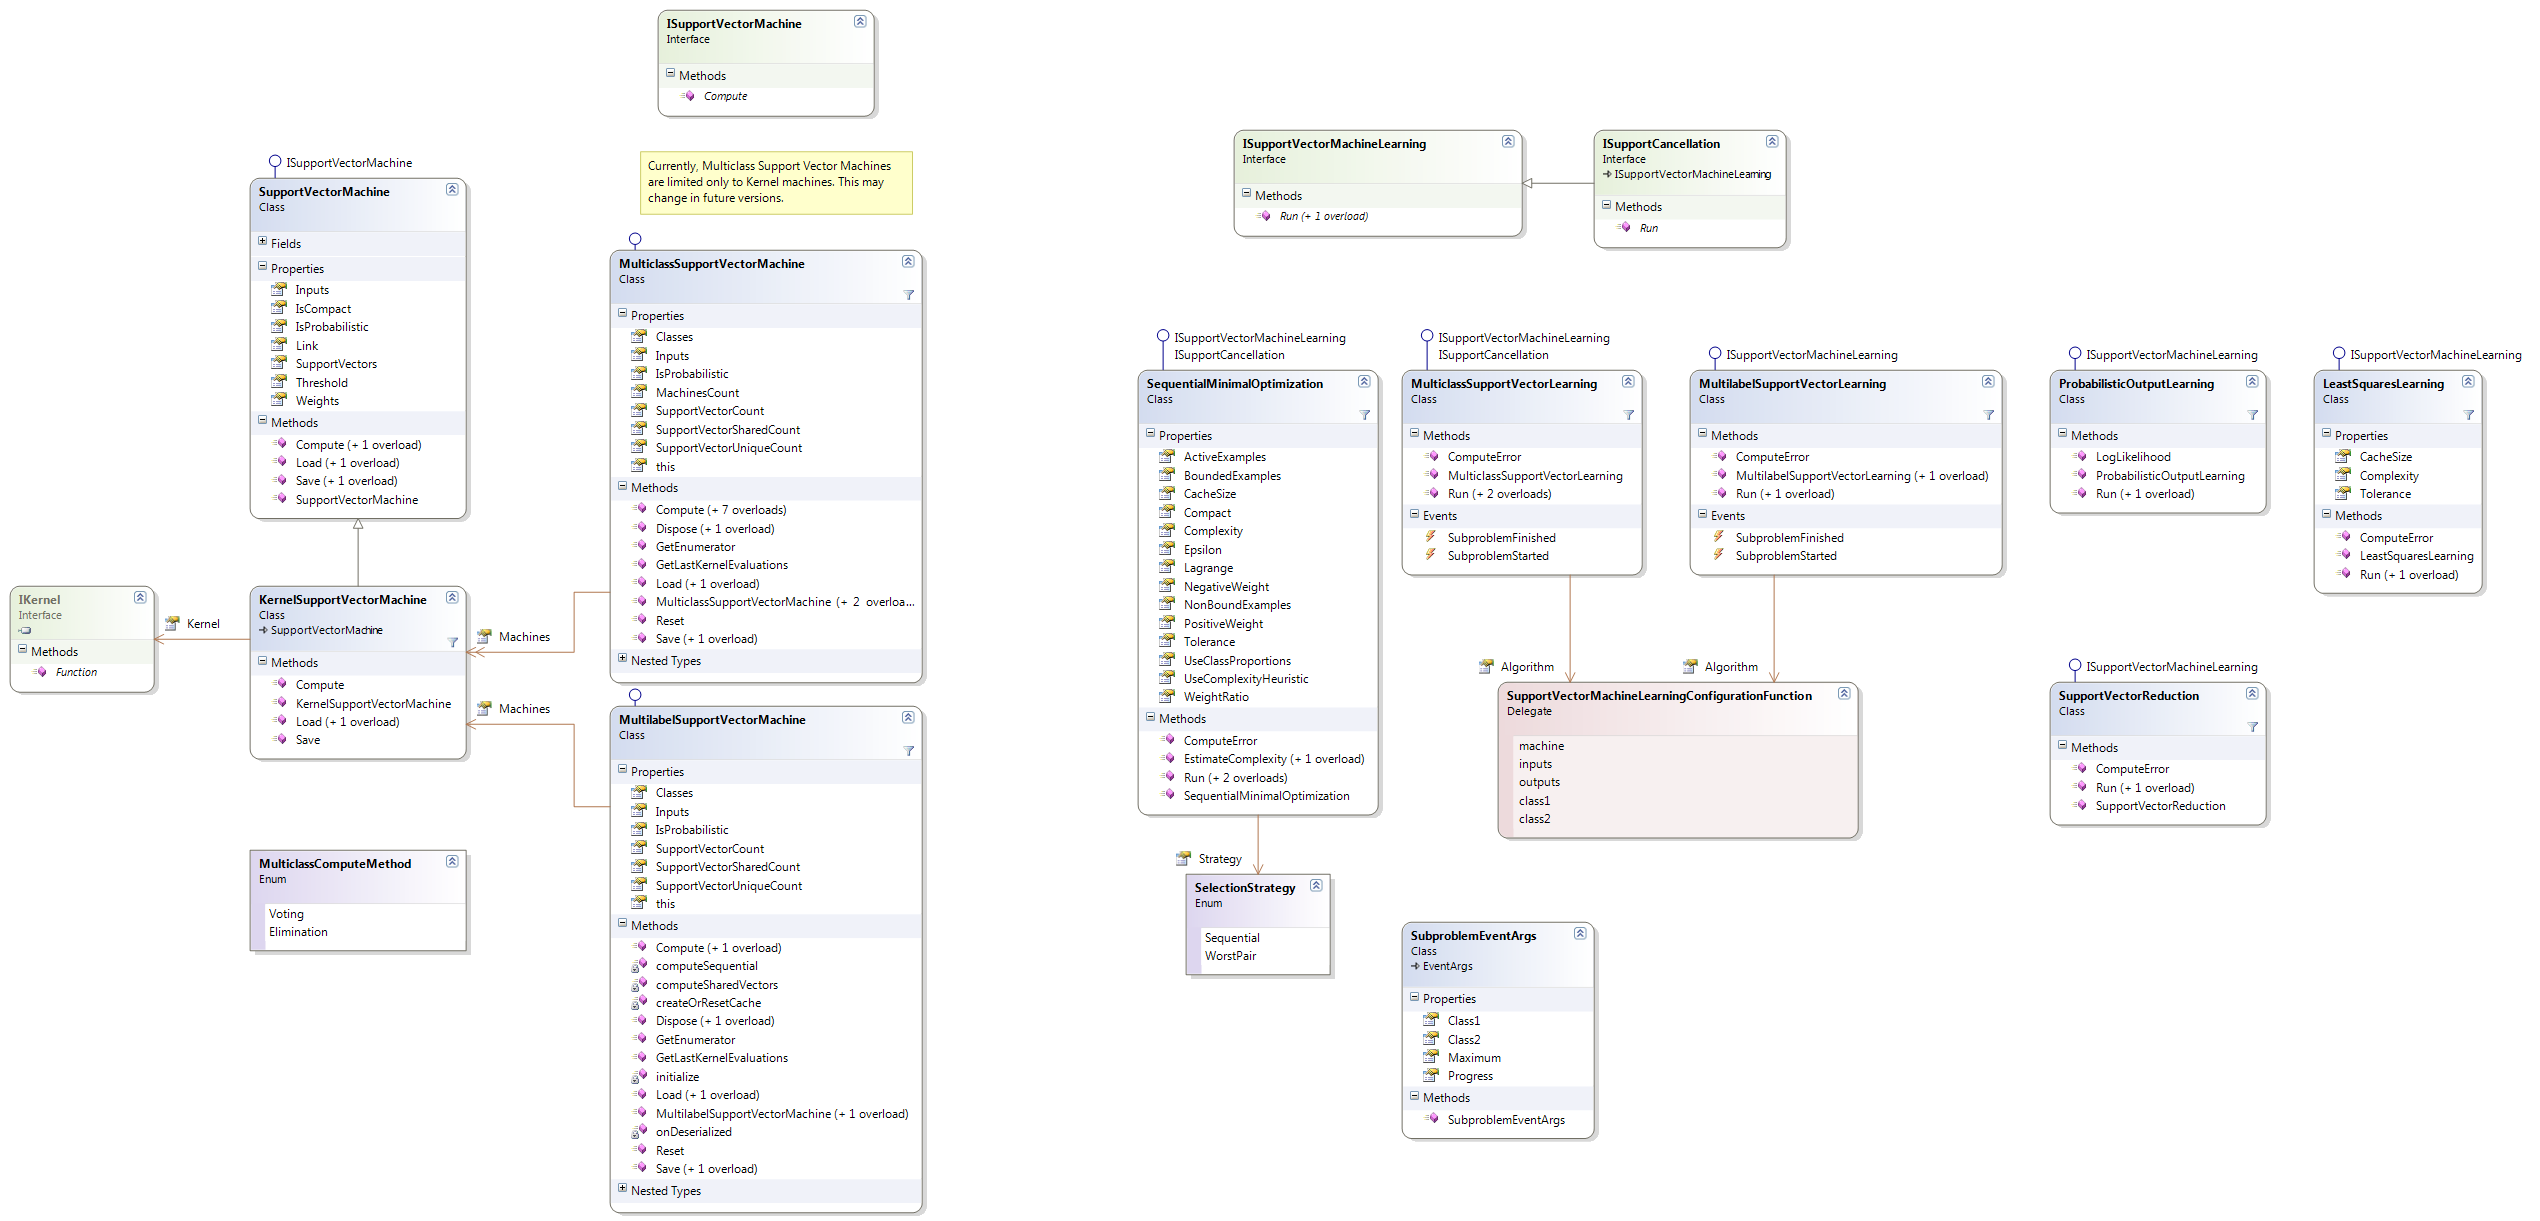 ISupportVectorMachine
Interface
Methods
Compute
Currently, Multiclass Support Vector Machines
are limited only to Kernel machines. This may
change in future versions.
ISupportVectorMachine
SupportVectorMachine
Class
Fields
Properties
Inputs
IsCompact
IsProbabilistic
Link
SupportVectors
Threshold
Weights
Methods
Compute (+ 1 overload)
Load (+ 1 overload)
Save (+ 1 overload)
SupportVectorMachine
IKernel
Interface
Methods
Function
Kernel
KernelSupportVectorMachine
Class
SupportVectorMachine
Methods
Compute
KernelSupportVectorMachine
Load (+ 1 overload)
Save
Machines
Machines
MulticlassComputeMethod
Enum
Voting
Elimination
MulticlassSupportVectorMachine
Class
Properties
Classes
Inputs
IsProbabilistic
MachinesCount
SupportVectorCount
SupportVectorSharedCount
SupportVectorUniqueCount
this
Methods
Compute (+ 7 overloads)
Dispose (+ 1 overload)
GetEnumerator
GetLastKernelEvaluations
Load (+ 1 overload)
MulticlassSupportVectorMachine (+ 2 overloa...
Reset
Save (+ 1 overload)
Nested Types
MultilabelSupportVectorMachine
Class
Properties
Classes
Inputs
IsProbabilistic
SupportVectorCount
SupportVectorSharedCount
SupportVectorUniqueCount
this
Methods
Compute (+ 1 overload)
computeSequential
computeSharedVectors
createOrResetCache
Dispose (+ 1 overload)
GetEnumerator
GetLastKernelEvaluations
initialize
Load (+ 1 overload)
MultilabelSupportVectorMachine (+ 1 overload)
onDeserialized
Reset
Save (+ 1 overload)
Nested Types
ISupportVectorMachineLearning
Interface
Methods
Run (+ 1 overload)
ISupportCancellation
Interface
ISupportVectorMachineLearning
Methods
Run
ISupportVectorMachineLearning
ISupportCancellation
SequentialMinimalOptimization
Class
Properties
ActiveExamples
BoundedExamples
CacheSize
Compact
Complexity
Epsilon
Lagrange
NegativeWeight
NonBoundExamples
PositiveWeight
Tolerance
UseClassProportions
UseComplexityHeuristic
WeightRatio
Methods
ComputeError
EstimateComplexity (+ 1 overload)
Run (+ 2 overloads)
SequentialMinimalOptimization
Strategy
SelectionStrategy
Enum
Sequential
WorstPair
ISupportVectorMachineLearning
ISupportCancellation
MulticlassSupportVectorLearning
Class
Methods
ComputeError
MulticlassSupportVectorLearning
Run (+ 2 overloads)
Events
SubproblemFinished
SubproblemStarted
ISupportVectorMachineLearning
MultilabelSupportVectorLearning
Class
Methods
ComputeError
MultilabelSupportVectorLearning (+ 1 overload)
Run (+ 1 overload)
Events
SubproblemFinished
SubproblemStarted
Algorithm
Algorithm
SupportVectorMachineLearningConfigurationFunction
Delegate
machine
inputs
outputs
class1
class2
SubproblemEventArgs
Class
EventArgs
Properties
Class1
Class2
Maximum
Progress
Methods
SubproblemEventArgs
ISupportVectorMachineLearning
ProbabilisticOutputLearning
Class
Methods
LogLikelihood
ProbabilisticOutputLearning
Run (+ 1 overload)
ISupportVectorMachineLearning
LeastSquaresLearning
Class
Properties
CacheSize
Complexity
Tolerance
Methods
ComputeError
LeastSquaresLearning
Run (+ 1 overload)
ISupportVectorMachineLearning
SupportVectorReduction
Class
Methods
ComputeError
Run (+ 1 overload)
SupportVectorReduction